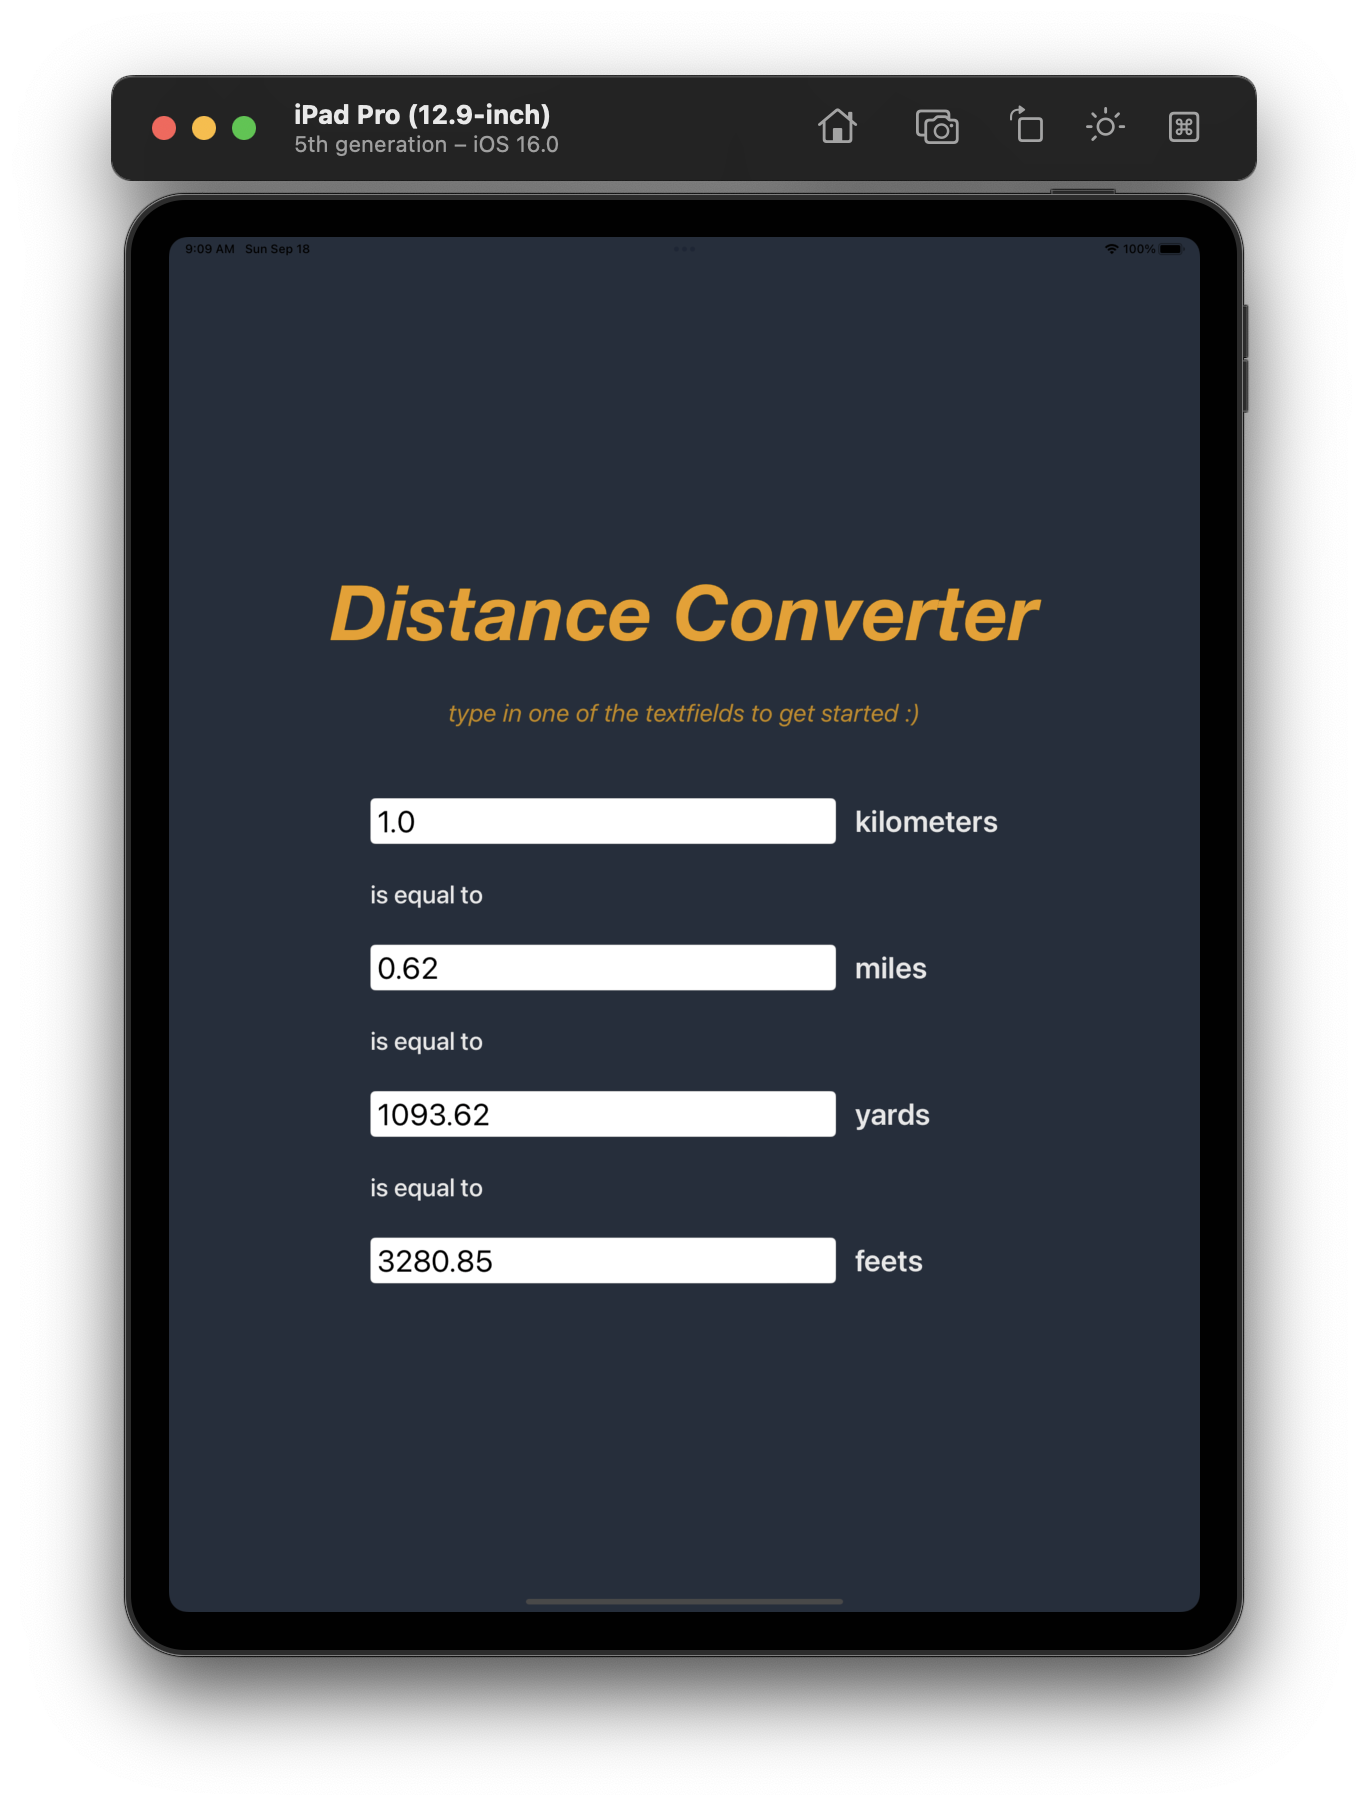 iPad Pro (12.9-inch)
5th generation – iOS 16.0
9:09 AM Sun Sep 18
100%
Distance Converter
type in one of the textfields to get started :)
1.0 kilometers
is equal to
0.62 miles
is equal to
1093.62 yards
is equal to
3280.85 feets